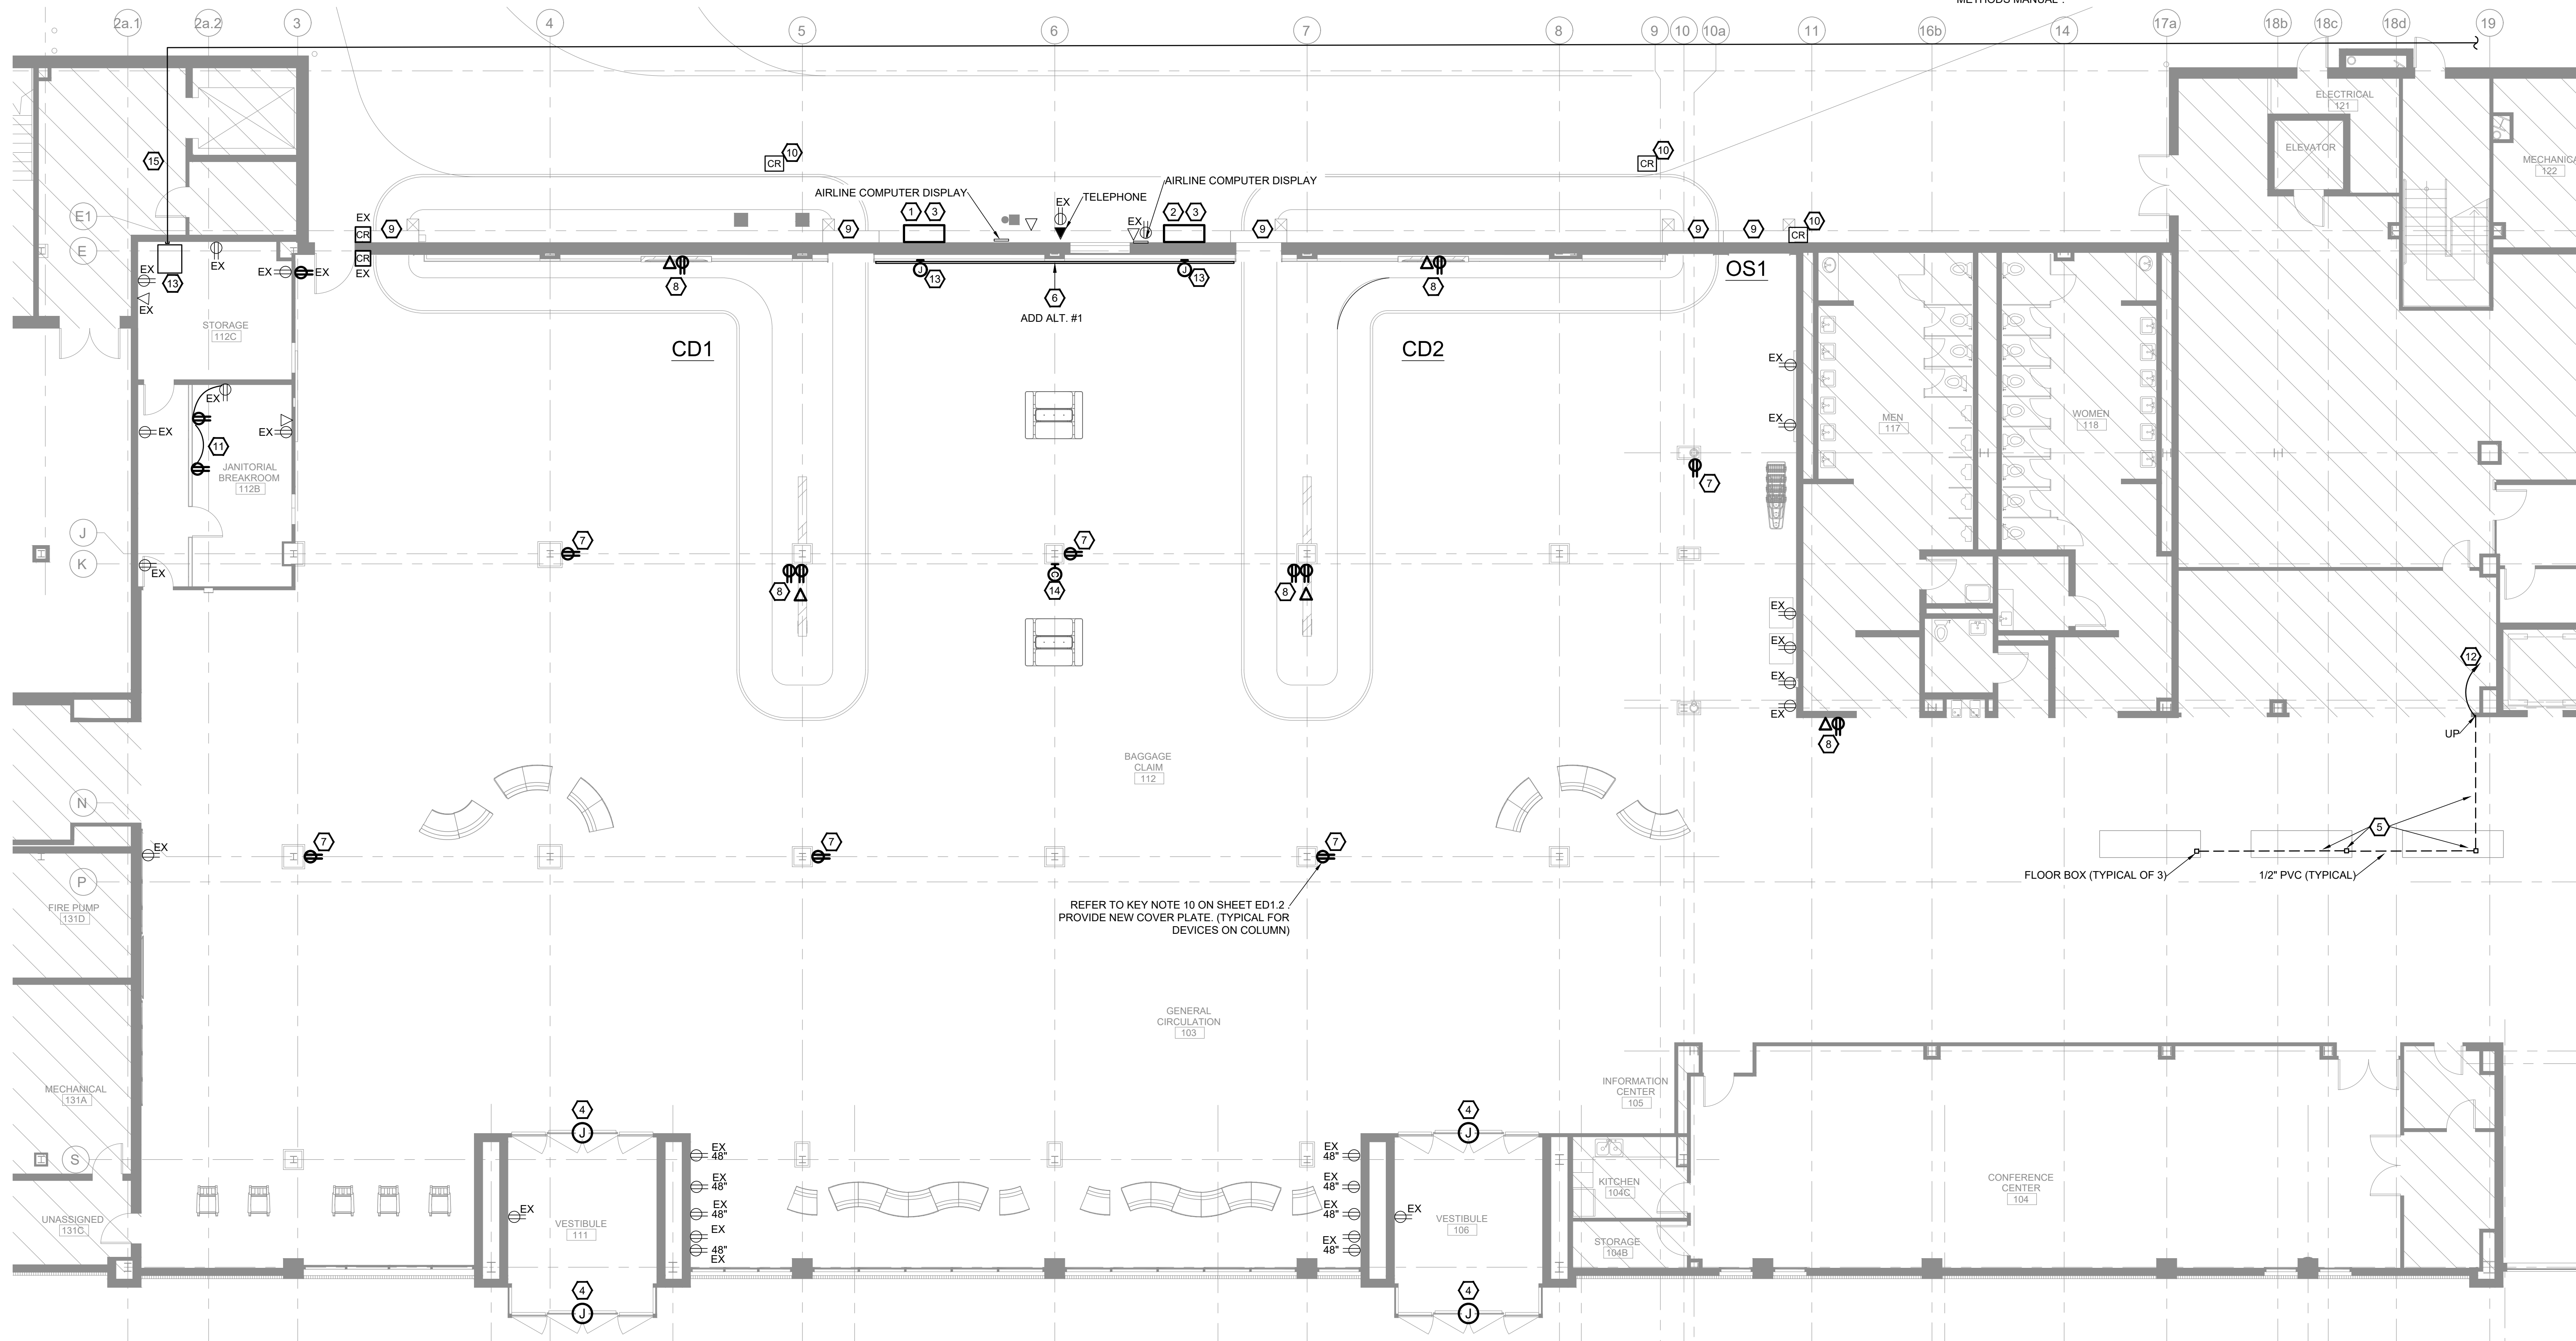 METHODS MANUAL".
2a.1
2a.2
3
4
5
6
7
8
9
10
10a
11
16b
14
17a
18b
18c
18d
19
ELECTRICAL
121
ELEVATOR
MECHANICA
122
15
CR
10
CR
10
AIRLINE COMPUTER DISPLAY
AIRLINE COMPUTER DISPLAY
TELEPHONE
EX
EX
E1
E
EX
CR
9
9
1
3
2
3
9
9
9
CR
10
CR
EX
EX
EX
EX
EX
EX
13
8
J
13
J
13
8
OS1
6
ADD ALT. #1
STORAGE
112C
CD1
CD2
EX
EX
EX
EX
EX
11
JANITORIAL
BREAKROOM
112B
EX
MEN
117
WOMEN
118
7
J
K
7
7
C
14
8
8
EX
EX
EX
EX
12
UP
8
BAGGAGE
CLAIM
112
N
EX
7
7
7
5
P
FLOOR BOX (TYPICAL OF 3)
1/2" PVC (TYPICAL)
FIRE PUMP
131D
REFER TO KEY NOTE 10 ON SHEET ED1.2 .
PROVIDE NEW COVER PLATE. (TYPICAL FOR
DEVICES ON COLUMN)
GENERAL
CIRCULATION
103
MECHANICAL
131A
INFORMATION
CENTER
105
4
J
4
J
S
EX
48"
EX
48"
EX
48"
EX
48"
EX
EX
48"
EX
48"
EX
48"
EX
48"
EX
EX
KITCHEN
104C
CONFERENCE
CENTER
104
UNASSIGNED
131C
VESTIBULE
111
VESTIBULE
106
STORAGE
104B
4
J
4
J